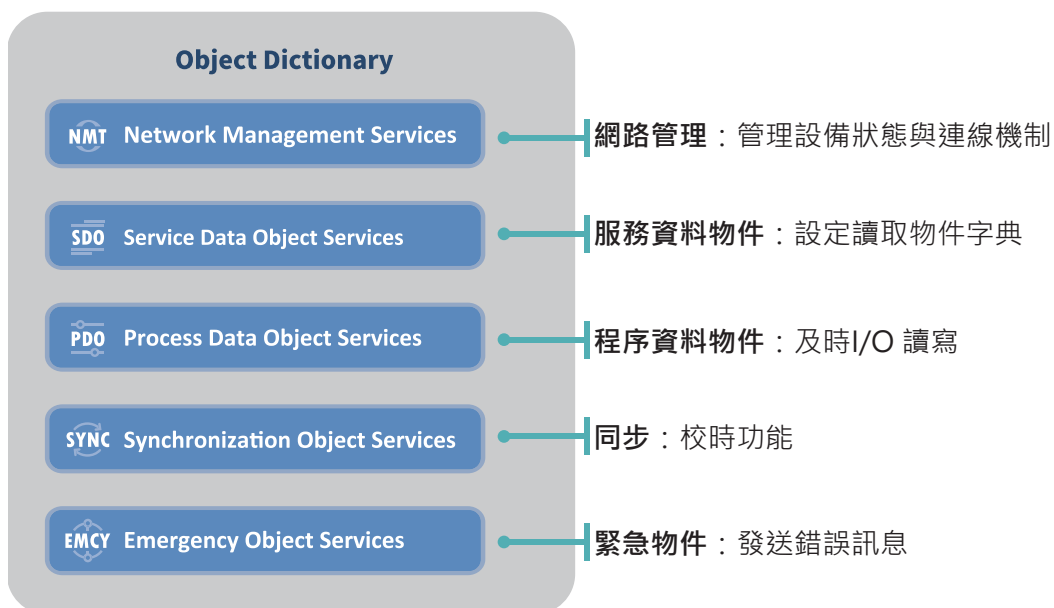 Object Dictionary
NMT Network Management Services
網路管理：管理設備狀態與連線機制
SDO Service Data Object Services
服務資料物件：設定讀取物件字典
PDO Process Data Object Services
程序資料物件：及時I/O 讀寫
SYNC Synchronization Object Services
同步：校時功能
EMCY Emergency Object Services
緊急物件：發送錯誤訊息